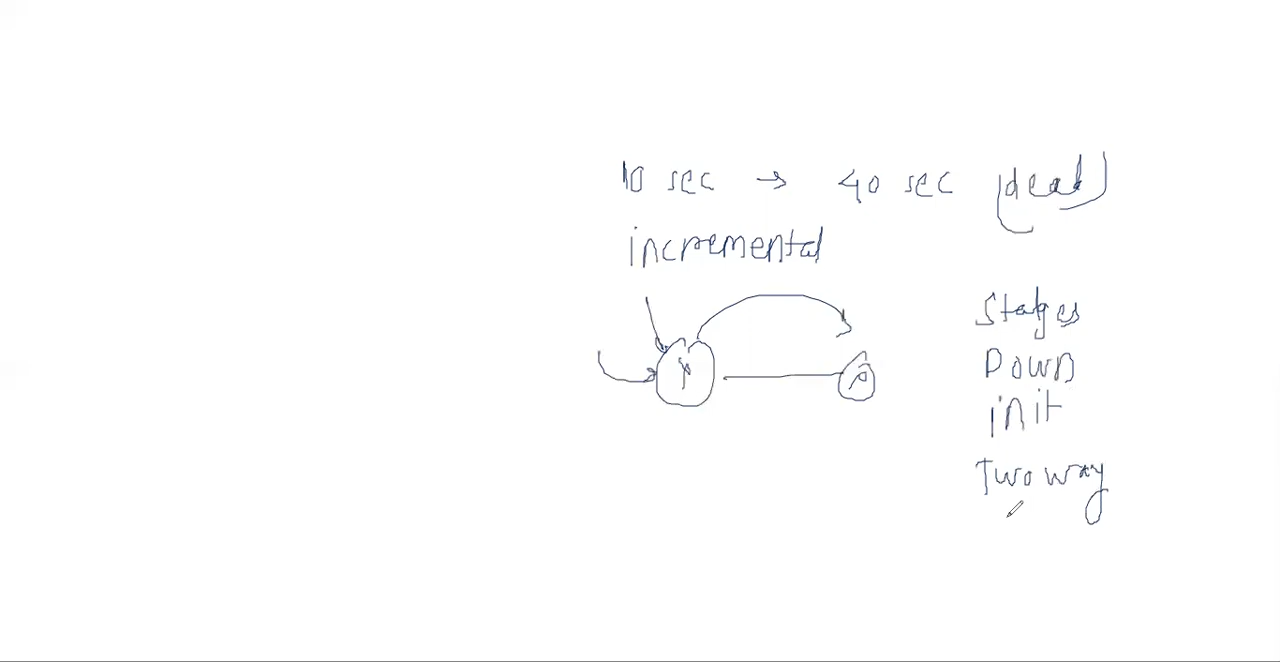 10 sec → 40 sec (dead)
incremental
Stages
Down
init
Two way